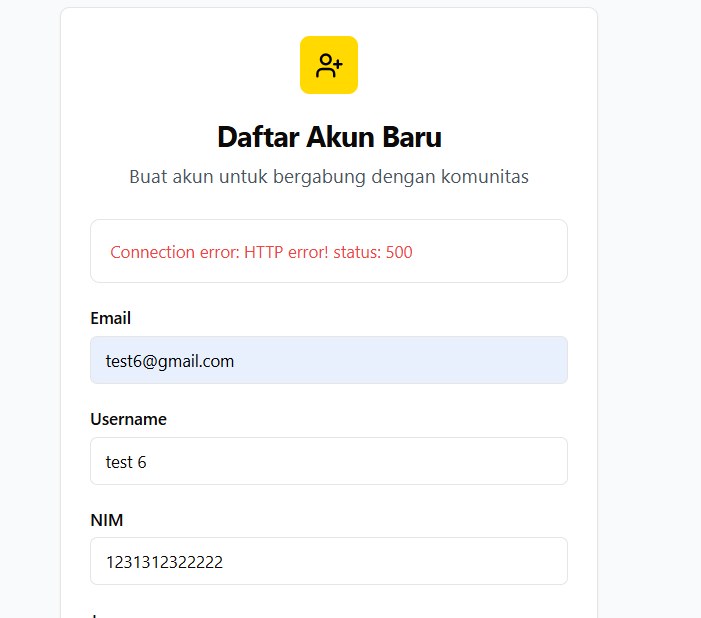 Daftar Akun Baru
Buat akun untuk bergabung dengan komunitas
Connection error: HTTP error! status: 500
Email
test6@gmail.com
Username
test 6
NIM
1231312322222